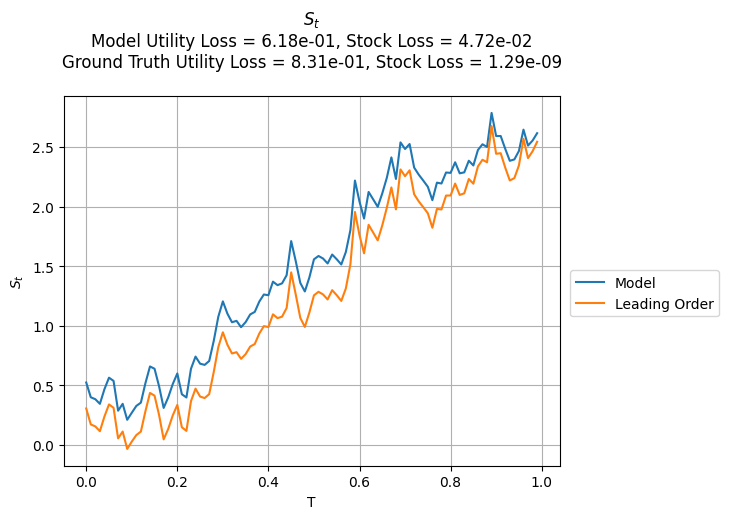 S_t
Model Utility Loss = 6.18e-01, Stock Loss = 4.72e-02
Ground Truth Utility Loss = 8.31e-01, Stock Loss = 1.29e-09
2.5
2.0
1.5
1.0
0.5
0.0
S_t
0.0 0.2 0.4 0.6 0.8 1.0
T
Model
Leading Order